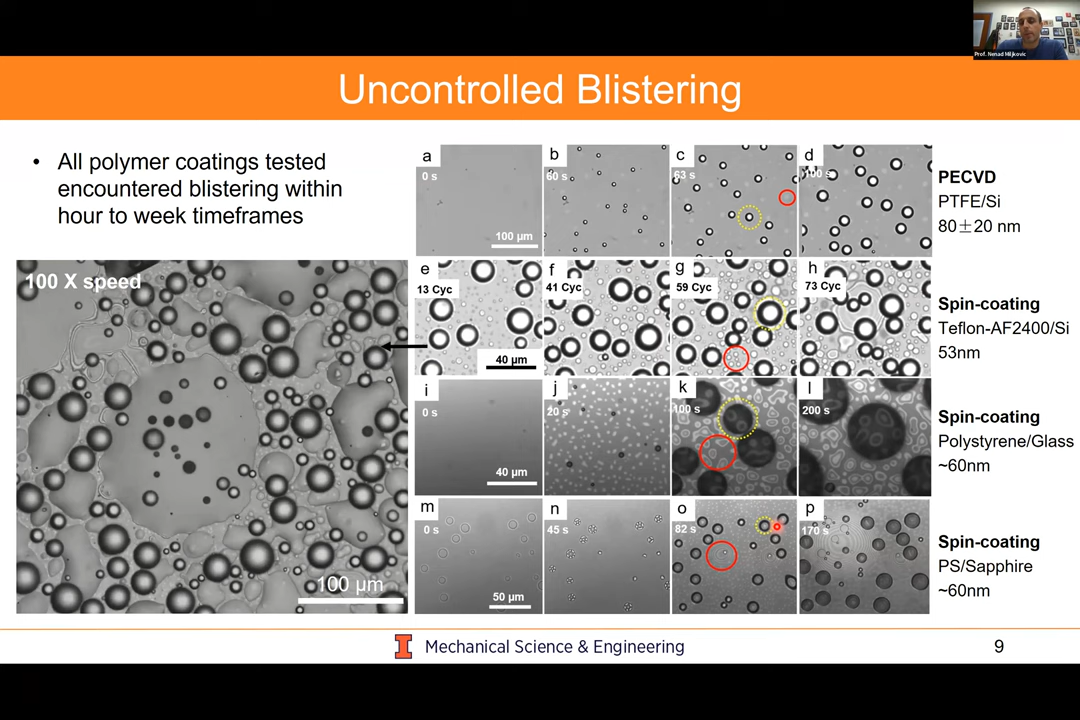 Prof. Nenad Miljkovic
Uncontrolled Blistering
• All polymer coatings tested
encountered blistering within
hour to week timeframes
100 X speed
100 µm
a
0 s
100 µm
b
60 s
c
63 s
d
100 s
PECVD
PTFE/Si
80±20 nm
e
13 Cyc
40 µm
f
41 Cyc
g
59 Cyc
h
73 Cyc
Spin-coating
Teflon-AF2400/Si
53nm
i
0 s
40 µm
j
20 s
k
100 s
l
200 s
Spin-coating
Polystyrene/Glass
~60nm
m
0 s
50 µm
n
45 s
o
82 s
p
170 s
Spin-coating
PS/Sapphire
~60nm
I Mechanical Science & Engineering
9